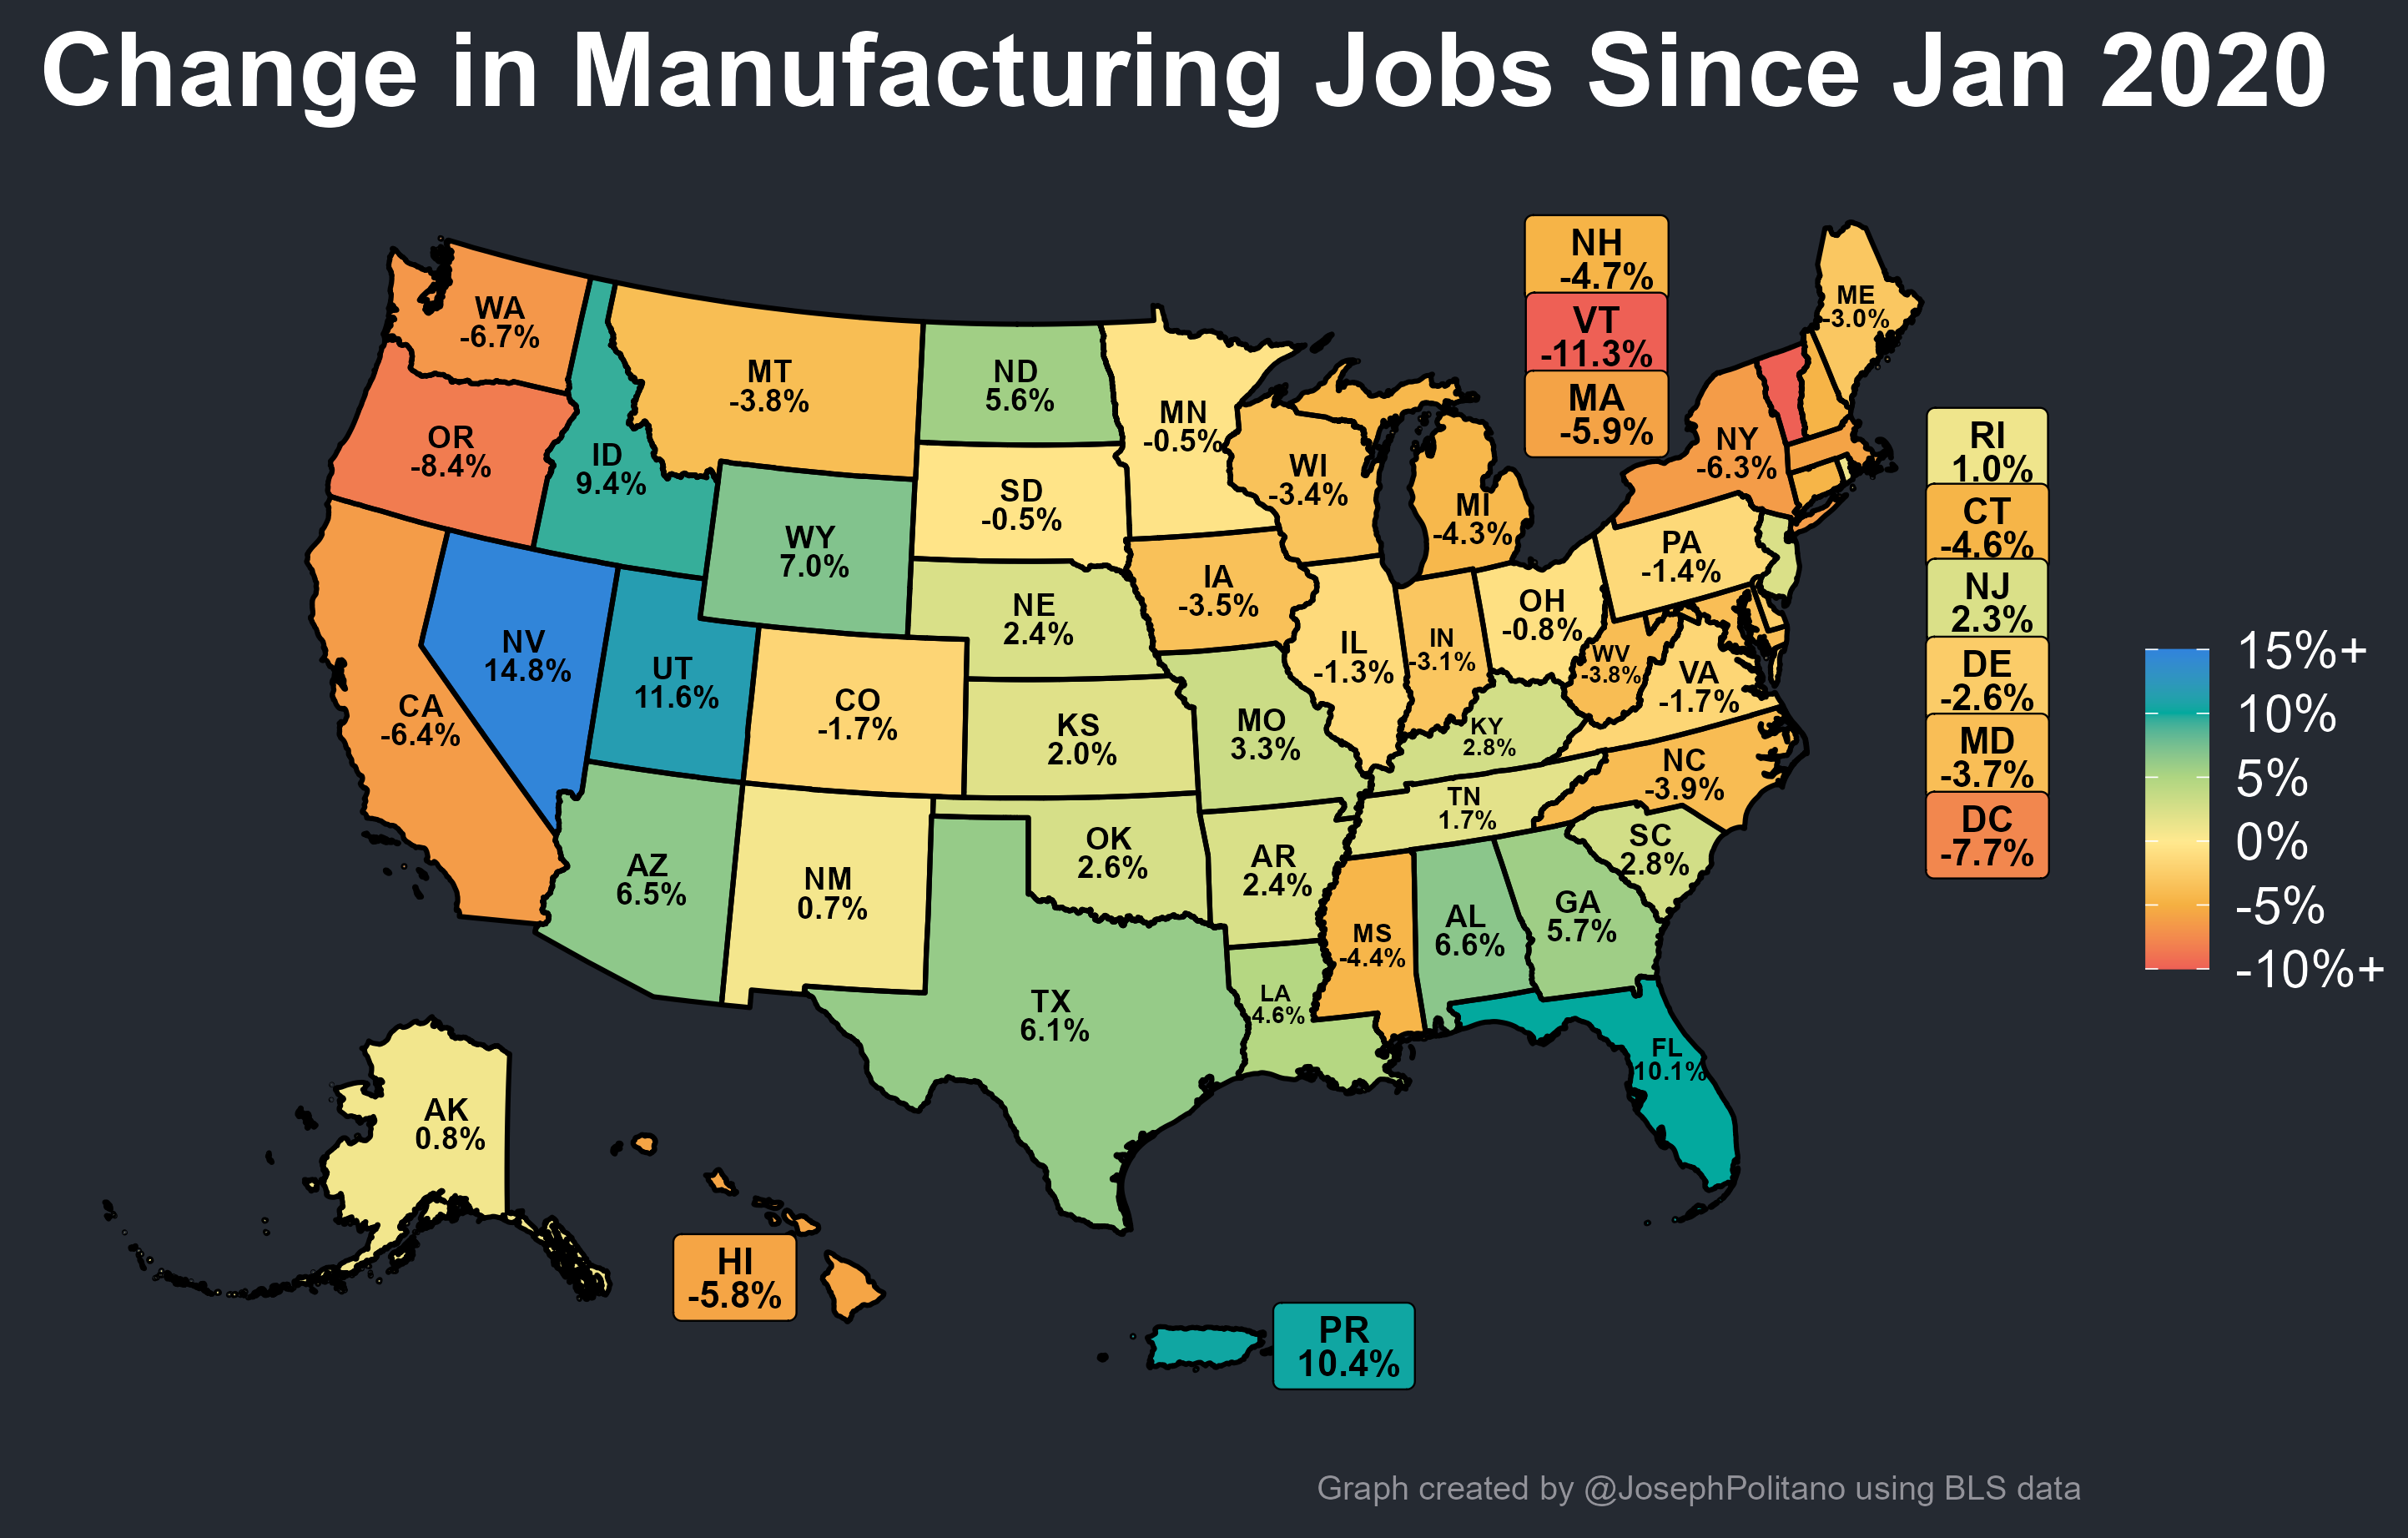 Change in Manufacturing Jobs Since Jan 2020
NH
-4.7%
VT
-11.3%
MA
-5.9%
ME
-3.0%
WA
-6.7%
MT
-3.8%
ND
5.6%
MN
-0.5%
OR
-8.4%
ID
9.4%
WI
-3.4%
MI
-4.3%
NY
-6.3%
RI
1.0%
SD
-0.5%
WY
7.0%
CT
-4.6%
PA
-1.4%
IA
-3.5%
NE
2.4%
OH
-0.8%
NJ
2.3%
NV
14.8%
UT
11.6%
IL
-1.3%
IN
-3.1%
WV
-3.8%
VA
-1.7%
DE
-2.6%
CA
-6.4%
CO
-1.7%
KS
2.0%
MO
3.3%
KY
2.8%
MD
-3.7%
NC
-3.9%
TN
1.7%
DC
-7.7%
SC
2.8%
AZ
6.5%
NM
0.7%
OK
2.6%
AR
2.4%
MS
-4.4%
AL
6.6%
GA
5.7%
TX
6.1%
LA
4.6%
FL
10.1%
AK
0.8%
HI
-5.8%
PR
10.4%
15%+
10%
5%
0%
-5%
-10%+
Graph created by @JosephPolitano using BLS data